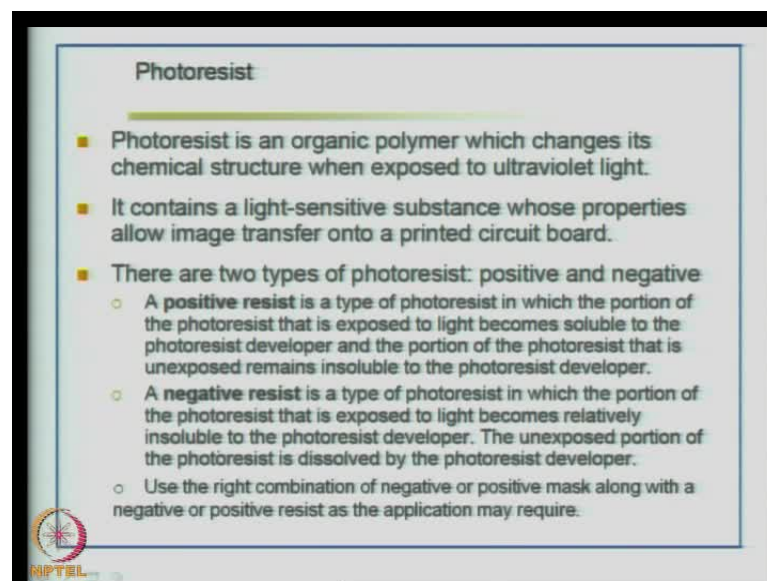 Photoresist
Photoresist is an organic polymer which changes its
chemical structure when exposed to ultraviolet light.
It contains a light-sensitive substance whose properties
allow image transfer onto a printed circuit board.
There are two types of photoresist: positive and negative
A positive resist is a type of photoresist in which the portion of
the photoresist that is exposed to light becomes soluble to the
photoresist developer and the portion of the photoresist that is
unexposed remains insoluble to the photoresist developer.
A negative resist is a type of photoresist in which the portion of
the photoresist that is exposed to light becomes relatively
insoluble to the photoresist developer. The unexposed portion of
the photoresist is dissolved by the photoresist developer.
Use the right combination of negative or positive mask along with a
negative or positive resist as the application may require.
NPTEL